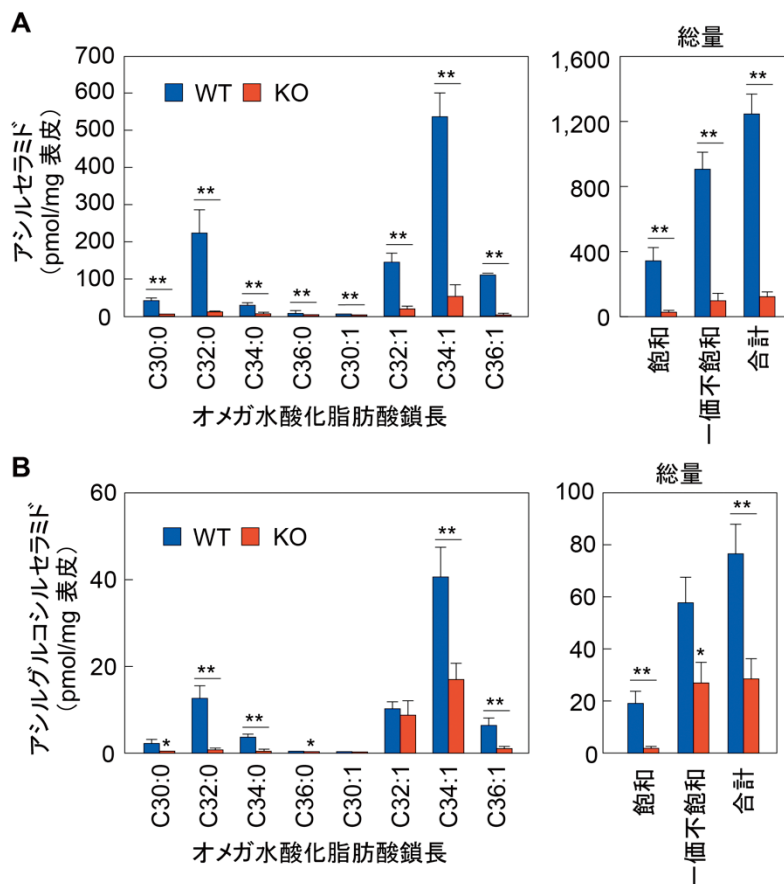 A
アシルセラミド
(pmol/mg 表皮)
700
600
500
400
300
200
100
0
WT KO
**
**
**
**
**
**
**
**
C30:0
C32:0
C34:0
C36:0
C30:1
C32:1
C34:1
C36:1
オメガ水酸化脂肪酸鎖長
総量
1,600
1,200
800
400
0
**
**
**
飽和
一価不飽和
合計
B
アシルグルコシルセラミド
(pmol/mg 表皮)
60
40
20
0
WT KO
*
**
**
*
**
**
C30:0
C32:0
C34:0
C36:0
C30:1
C32:1
C34:1
C36:1
オメガ水酸化脂肪酸鎖長
総量
100
80
60
40
20
0
**
*
**
飽和
一価不飽和
合計